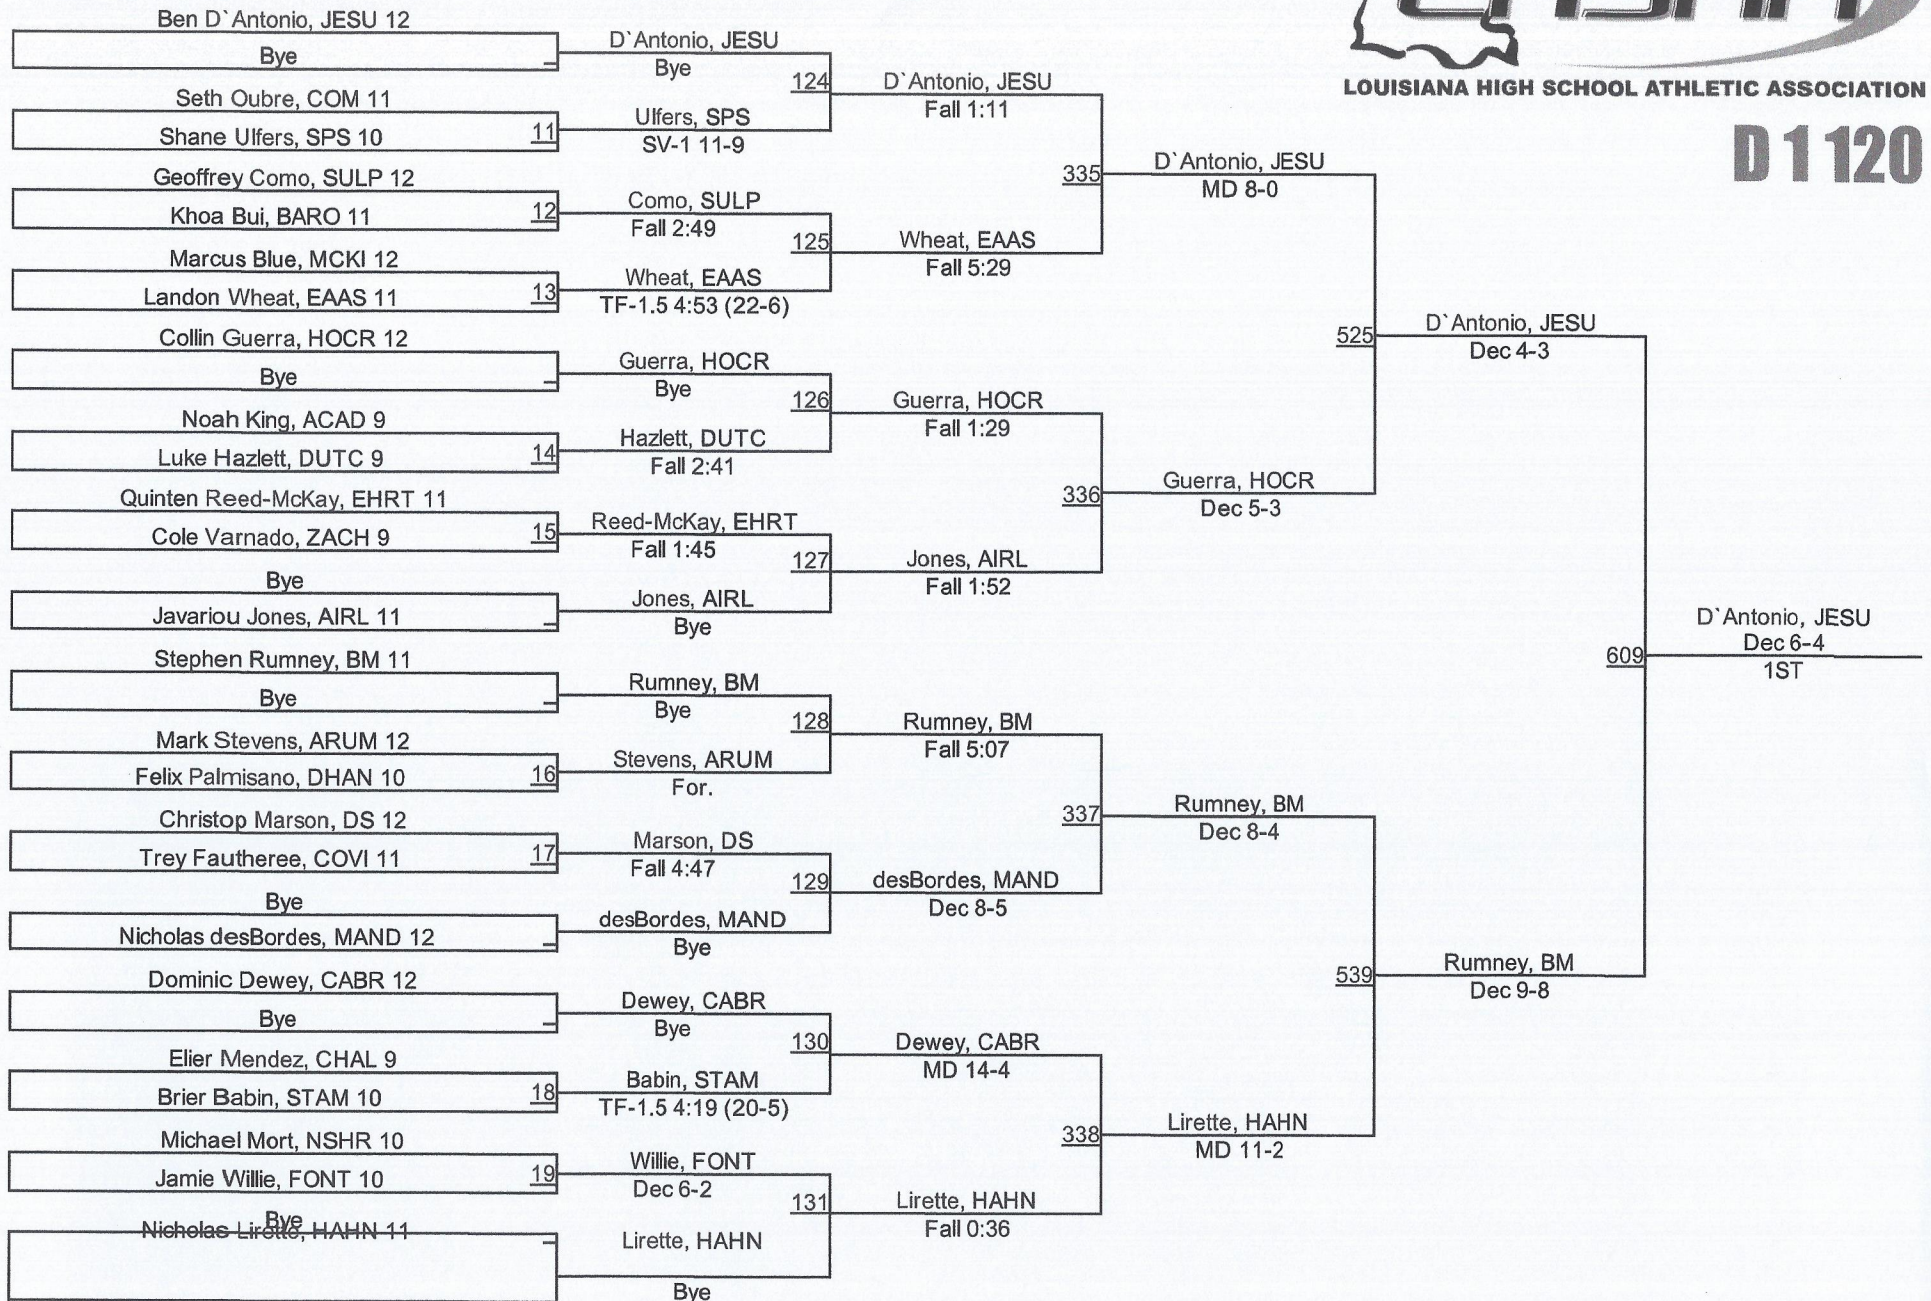 LOUISIANA HIGH SCHOOL ATHLETIC ASSOCIATION
D 1 120
Ben D`Antonio, JESU 12
Bye
Seth Oubre, COM 11
Shane Ulfers, SPS 10
11
Geoffrey Como, SULP 12
Khoa Bui, BARO 11
12
Marcus Blue, MCKI 12
Landon Wheat, EAAS 11
13
Collin Guerra, HOCR 12
Bye
Noah King, ACAD 9
Luke Hazlett, DUTC 9
14
Quinten Reed-McKay, EHRT 11
Cole Varnado, ZACH 9
15
Bye
Javariou Jones, AIRL 11
Stephen Rumney, BM 11
Bye
Mark Stevens, ARUM 12
Felix Palmisano, DHAN 10
16
Christop Marson, DS 12
Trey Fautheree, COVI 11
17
Bye
Nicholas desBordes, MAND 12
Dominic Dewey, CABR 12
Bye
Elier Mendez, CHAL 9
Brier Babin, STAM 10
18
Michael Mort, NSHR 10
Jamie Willie, FONT 10
19
Bye
Nicholas Lirette, HAHN 11
D`Antonio, JESU
Bye
124
Ulfers, SPS
SV-1 11-9
Como, SULP
Fall 2:49
125
Wheat, EAAS
TF-1.5 4:53 (22-6)
Guerra, HOCR
Bye
126
Hazlett, DUTC
Fall 2:41
Reed-McKay, EHRT
Fall 1:45
127
Jones, AIRL
Bye
Rumney, BM
Bye
128
Stevens, ARUM
For.
Marson, DS
Fall 4:47
129
desBordes, MAND
Bye
Dewey, CABR
Bye
130
Babin, STAM
TF-1.5 4:19 (20-5)
Willie, FONT
Dec 6-2
131
Lirette, HAHN
Bye
D`Antonio, JESU
Fall 1:11
335
Wheat, EAAS
Fall 5:29
Guerra, HOCR
Fall 1:29
336
Jones, AIRL
Fall 1:52
Rumney, BM
Fall 5:07
337
desBordes, MAND
Dec 8-5
Dewey, CABR
MD 14-4
338
Lirette, HAHN
Fall 0:36
D`Antonio, JESU
MD 8-0
525
Guerra, HOCR
Dec 5-3
Rumney, BM
Dec 8-4
539
Lirette, HAHN
MD 11-2
D`Antonio, JESU
Dec 4-3
609
Rumney, BM
Dec 9-8
D`Antonio, JESU
Dec 6-4
1ST